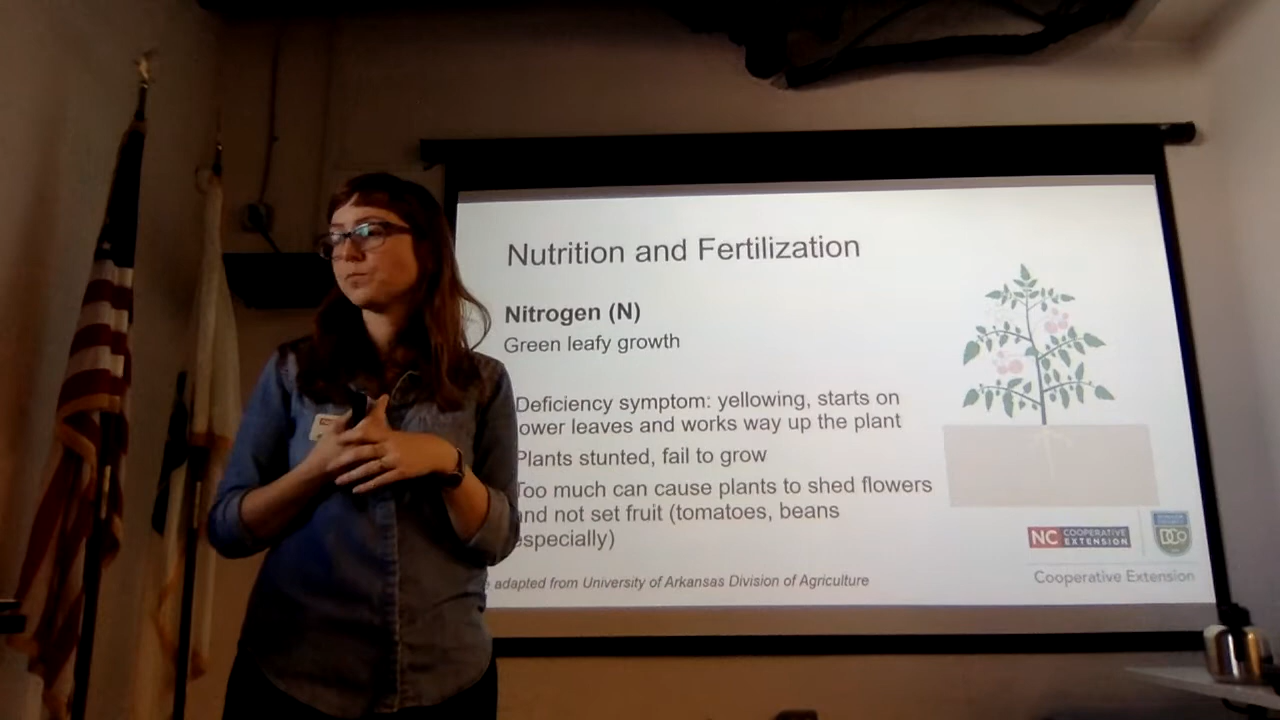 Nutrition and Fertilization
Nitrogen (N)
Green leafy growth
Deficiency symptom: yellowing, starts on
ower leaves and works way up the plant
Plants stunted, fail to grow
Too much can cause plants to shed flowers
and not set fruit (tomatoes, beans
especially)
adapted from University of Arkansas Division of Agriculture
NC COOPERATIVE
EXTENSION
DCo
Cooperative Extension